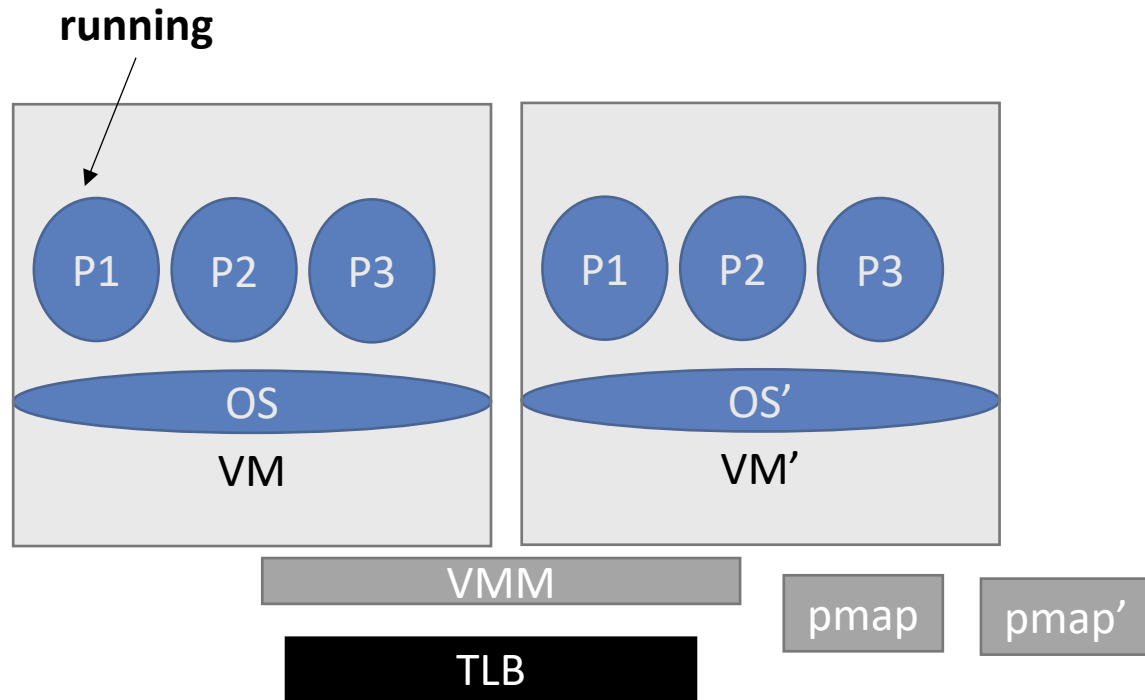 running
P1 P2 P3
P1 P2 P3
OS
OS’
VM
VM’
VMM
pmap
pmap’
TLB